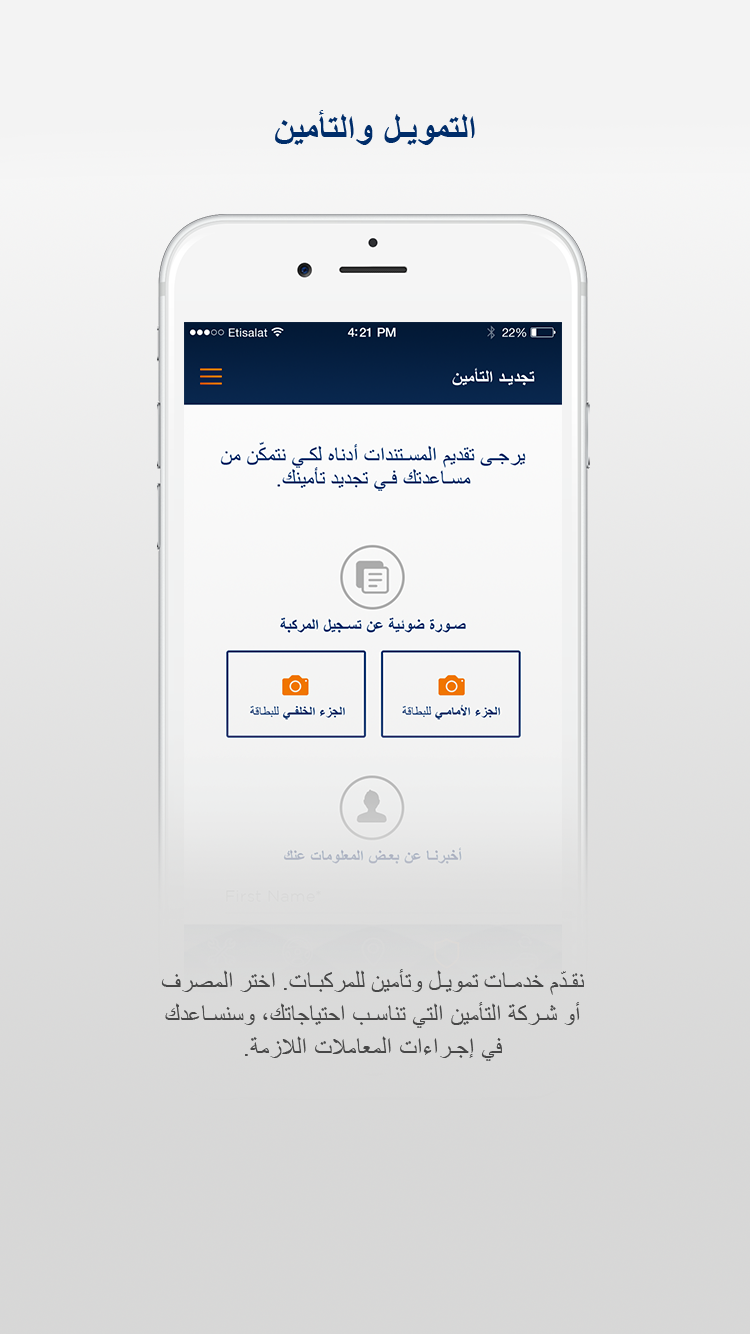 التمويل والتأمين
Etisalat 4:21 PM 22%
تجديد التأمين
يرجى تقديم المستندات أدناه لكي نتمكّن من
مساعدتك في تجديد تأمينك.
صورة ضوئية عن تسجيل المركبة
الجزء الأمامي للبطاقة
الجزء الخلفي للبطاقة
أخبرنا عن بعض المعلومات عنك
First Name*
نقدّم خدمات تمويل وتأمين للمركبات. اختر المصرف
أو شركة التأمين التي تناسب احتياجاتك، وسنساعدك
في إجراءات المعاملات اللازمة.